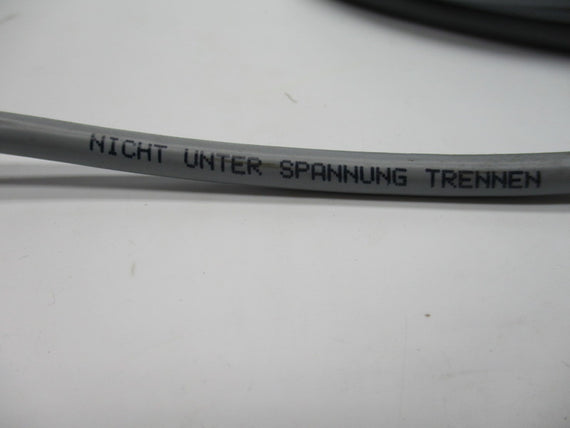 NICHT UNTER SPANNUNG TRENNEN